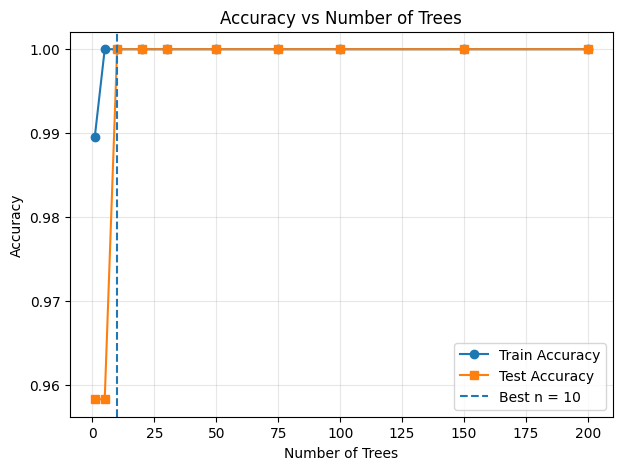 Accuracy vs Number of Trees
1.00
0.99
0.98
0.97
0.96
Accuracy
Train Accuracy
Test Accuracy
Best n = 10
0 25 50 75 100 125 150 175 200
Number of Trees